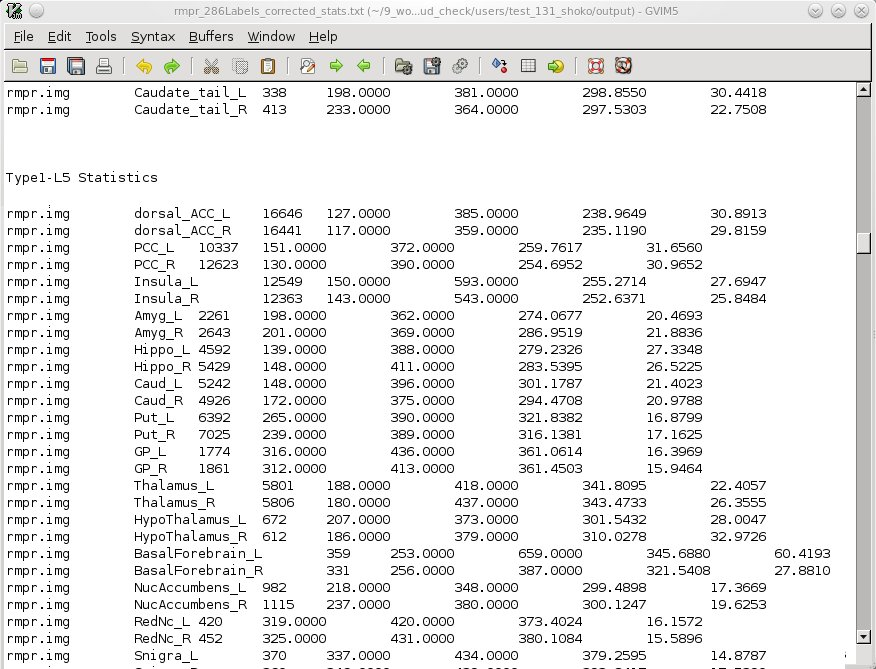 rmpr_286Labels_corrected_stats.txt (~/9_wo...ud_check/users/test_131_shoko/output) - GVIM5
File Edit Tools Syntax Buffers Window Help
rmpr.img Caudate_tail_L 338 198.0000 381.0000 298.8550 30.4418
rmpr.img Caudate_tail_R 413 233.0000 364.0000 297.5303 22.7508
Type1-L5 Statistics
rmpr.img dorsal_ACC_L 16646 127.0000 385.0000 238.9649 30.8913
rmpr.img dorsal_ACC_R 16441 117.0000 359.0000 235.1190 29.8159
rmpr.img PCC_L 10337 151.0000 372.0000 259.7617 31.6560
rmpr.img PCC_R 12623 130.0000 390.0000 254.6952 30.9652
rmpr.img Insula_L 12549 150.0000 593.0000 255.2714 27.6947
rmpr.img Insula_R 12363 143.0000 543.0000 252.6371 25.8484
rmpr.img Amyg_L 2261 198.0000 362.0000 274.0677 20.4693
rmpr.img Amyg_R 2643 201.0000 369.0000 286.9519 21.8836
rmpr.img Hippo_L 4592 139.0000 388.0000 279.2326 27.3348
rmpr.img Hippo_R 5429 148.0000 411.0000 283.5395 26.5225
rmpr.img Caud_L 5242 148.0000 396.0000 301.1787 21.4023
rmpr.img Caud_R 4926 172.0000 375.0000 294.4708 20.9788
rmpr.img Put_L 6392 265.0000 390.0000 321.8382 16.8799
rmpr.img Put_R 7025 239.0000 389.0000 316.1381 17.1625
rmpr.img GP_L 1774 316.0000 436.0000 361.0614 16.3969
rmpr.img GP_R 1861 312.0000 413.0000 361.4503 15.9464
rmpr.img Thalamus_L 5801 188.0000 418.0000 341.8095 22.4057
rmpr.img Thalamus_R 5806 180.0000 437.0000 343.4733 26.3555
rmpr.img HypoThalamus_L 672 207.0000 373.0000 301.5432 28.0047
rmpr.img HypoThalamus_R 612 186.0000 379.0000 310.0278 32.9726
rmpr.img BasalForebrain_L 359 253.0000 659.0000 345.6880 60.4193
rmpr.img BasalForebrain_R 331 256.0000 387.0000 321.5408 27.8810
rmpr.img NucAccumbens_L 982 218.0000 348.0000 299.4898 17.3669
rmpr.img NucAccumbens_R 1115 237.0000 380.0000 300.1247 19.6253
rmpr.img RedNc_L 420 319.0000 420.0000 373.4024 16.1572
rmpr.img RedNc_R 452 325.0000 431.0000 380.1084 15.5896
rmpr.img Snigra_L 370 337.0000 434.0000 379.2595 14.8787